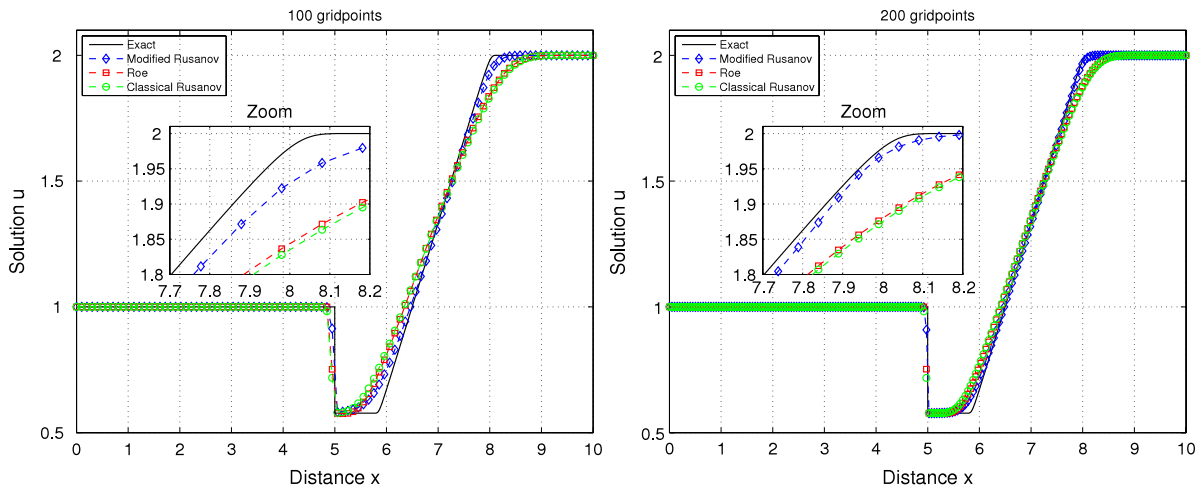 100 gridpoints
Exact
Modified Rusanov
Roe
Classical Rusanov
Zoom
2
1.95
1.9
1.85
1.8
7.7 7.8 7.9 8 8.1 8.2
2
1.5
1
0.5
0 1 2 3 4 5 6 7 8 9 10
Solution u
Distance x
200 gridpoints
Exact
Modified Rusanov
Roe
Classical Rusanov
Zoom
2
1.95
1.9
1.85
1.8
7.7 7.8 7.9 8 8.1 8.2
2
1.5
1
0.5
0 1 2 3 4 5 6 7 8 9 10
Solution u
Distance x